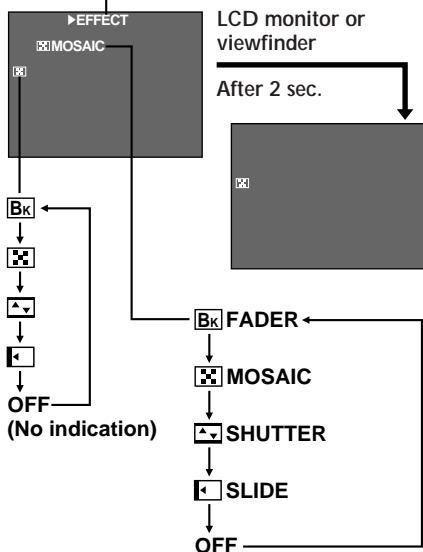 ▶EFFECT
MOSAIC
LCD monitor or
viewfinder
After 2 sec.
BK
OFF
(No indication)
BK FADER
MOSAIC
SHUTTER
SLIDE
OFF